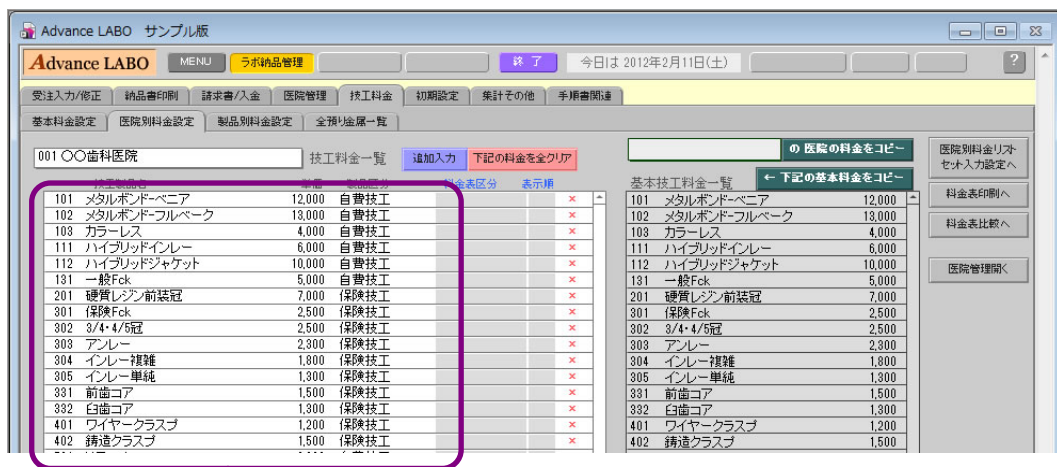 Advance LABO サンプル版
Advance LABO MENU ラボ納品管理 終 了 今日は 2012年2月11日(土) ?
受注入力/修正 納品書印刷 請求書/入金 医院管理 技工料金 初期設定 集計その他 手順書関連
基本料金設定 医院別料金設定 製品別料金設定 全預り金属一覧
001 〇〇歯科医院 技工料金一覧 追加入力 下記の料金を全クリア
の 医院の料金をコピー
基本技工料金一覧 ← 下記の基本料金をコピー
医院別料金リスト
セット入力設定へ
料金表印刷へ
料金表比較へ
医院管理開く
技工製品名 単価 製品区分 料金表区分 表示順
101 メタルボンドーベニア 12,000 自費技工 × 101 メタルボンドーベニア 12,000
102 メタルボンドーフルベーク 13,000 自費技工 × 102 メタルボンドーフルベーク 13,000
103 カラーレス 4,000 自費技工 × 103 カラーレス 4,000
111 ハイブリッドインレー 6,000 自費技工 × 111 ハイブリッドインレー 6,000
112 ハイブリッドジャケット 10,000 自費技工 × 112 ハイブリッドジャケット 10,000
131 一般Fck 5,000 自費技工 × 131 一般Fck 5,000
201 硬質レジン前装冠 7,000 保険技工 × 201 硬質レジン前装冠 7,000
301 保険Fck 2,500 保険技工 × 301 保険Fck 2,500
302 3/4・4/5冠 2,500 保険技工 × 302 3/4・4/5冠 2,500
303 アンレー 2,300 保険技工 × 303 アンレー 2,300
304 インレー複雑 1,800 保険技工 × 304 インレー複雑 1,800
305 インレー単純 1,300 保険技工 × 305 インレー単純 1,300
331 前歯コア 1,500 保険技工 × 331 前歯コア 1,500
332 臼歯コア 1,300 保険技工 × 332 臼歯コア 1,300
401 ワイヤークラスプ 1,200 保険技工 × 401 ワイヤークラスプ 1,200
402 鋳造クラスプ 1,500 保険技工 × 402 鋳造クラスプ 1,500